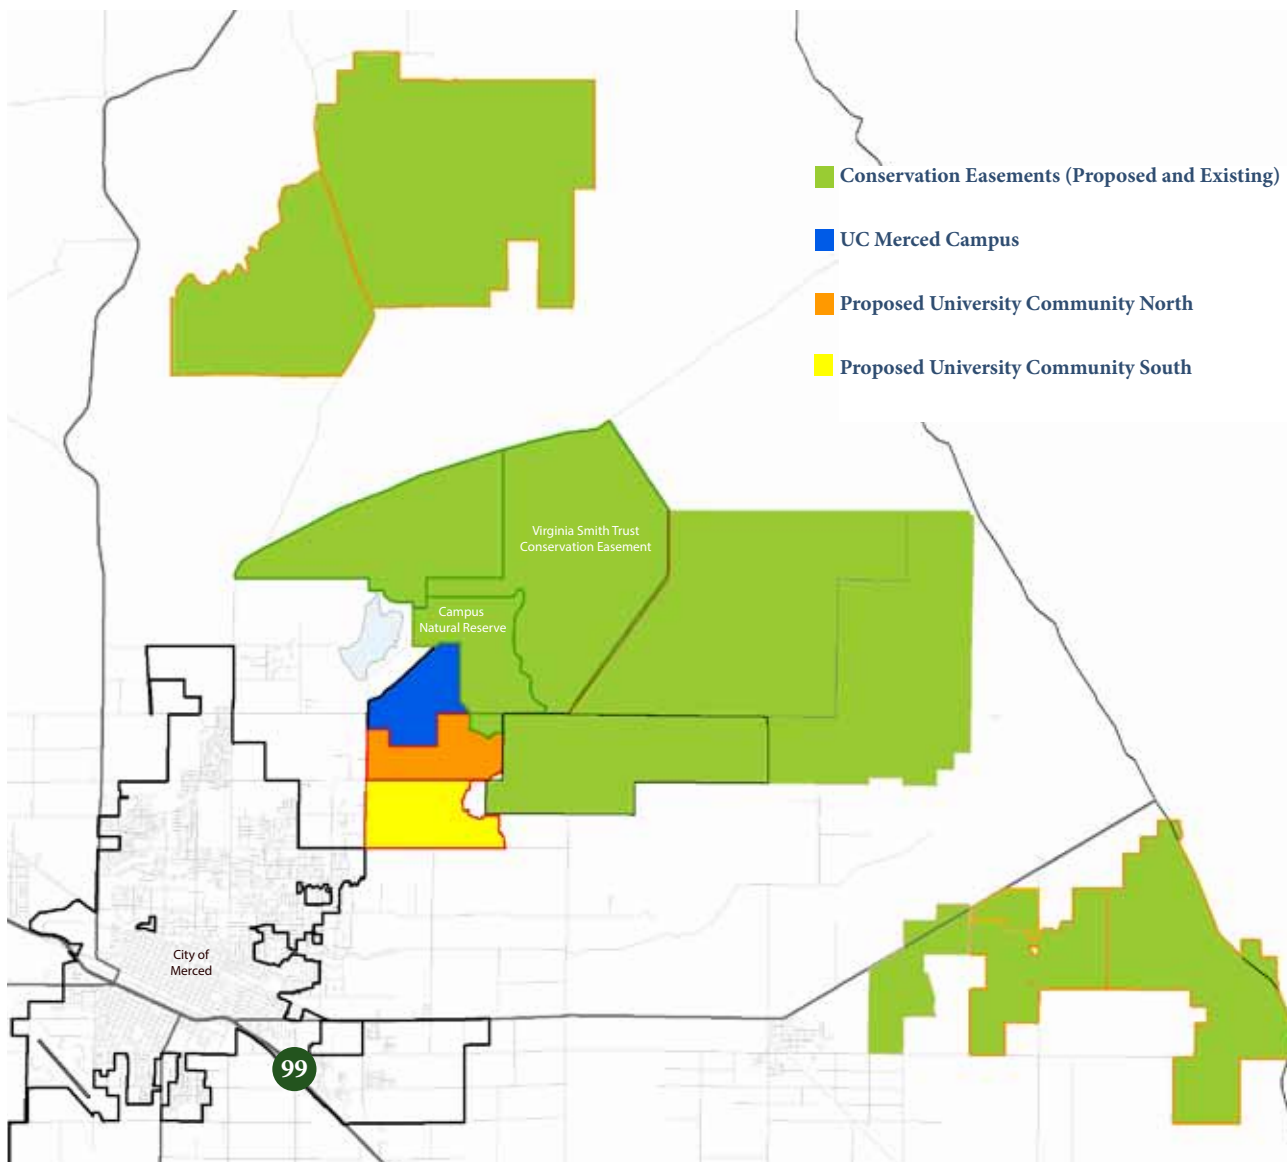 Conservation Easements (Proposed and Existing)
UC Merced Campus
Proposed University Community North
Proposed University Community South
Virginia Smith Trust
Conservation Easement
Campus
Natural Reserve
City of
Merced
99